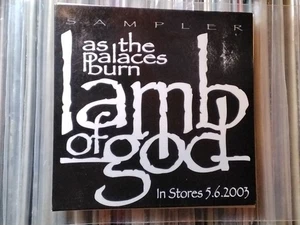 SAMPLER
as the
palaces
burn
lamb
of god
In Stores 5.6.2003